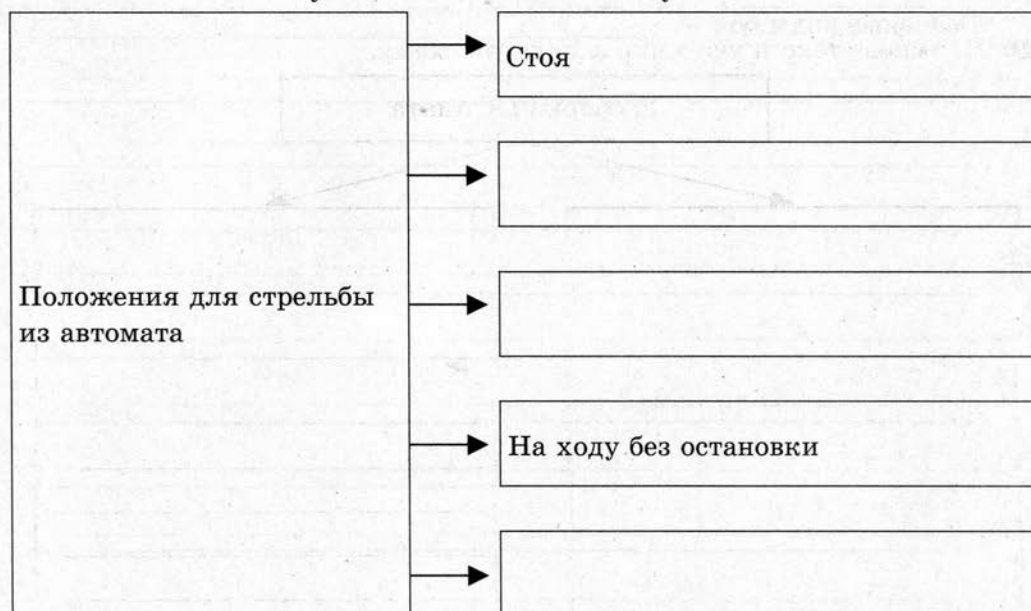 Стоя
Положения для стрельбы
из автомата
На ходу без остановки